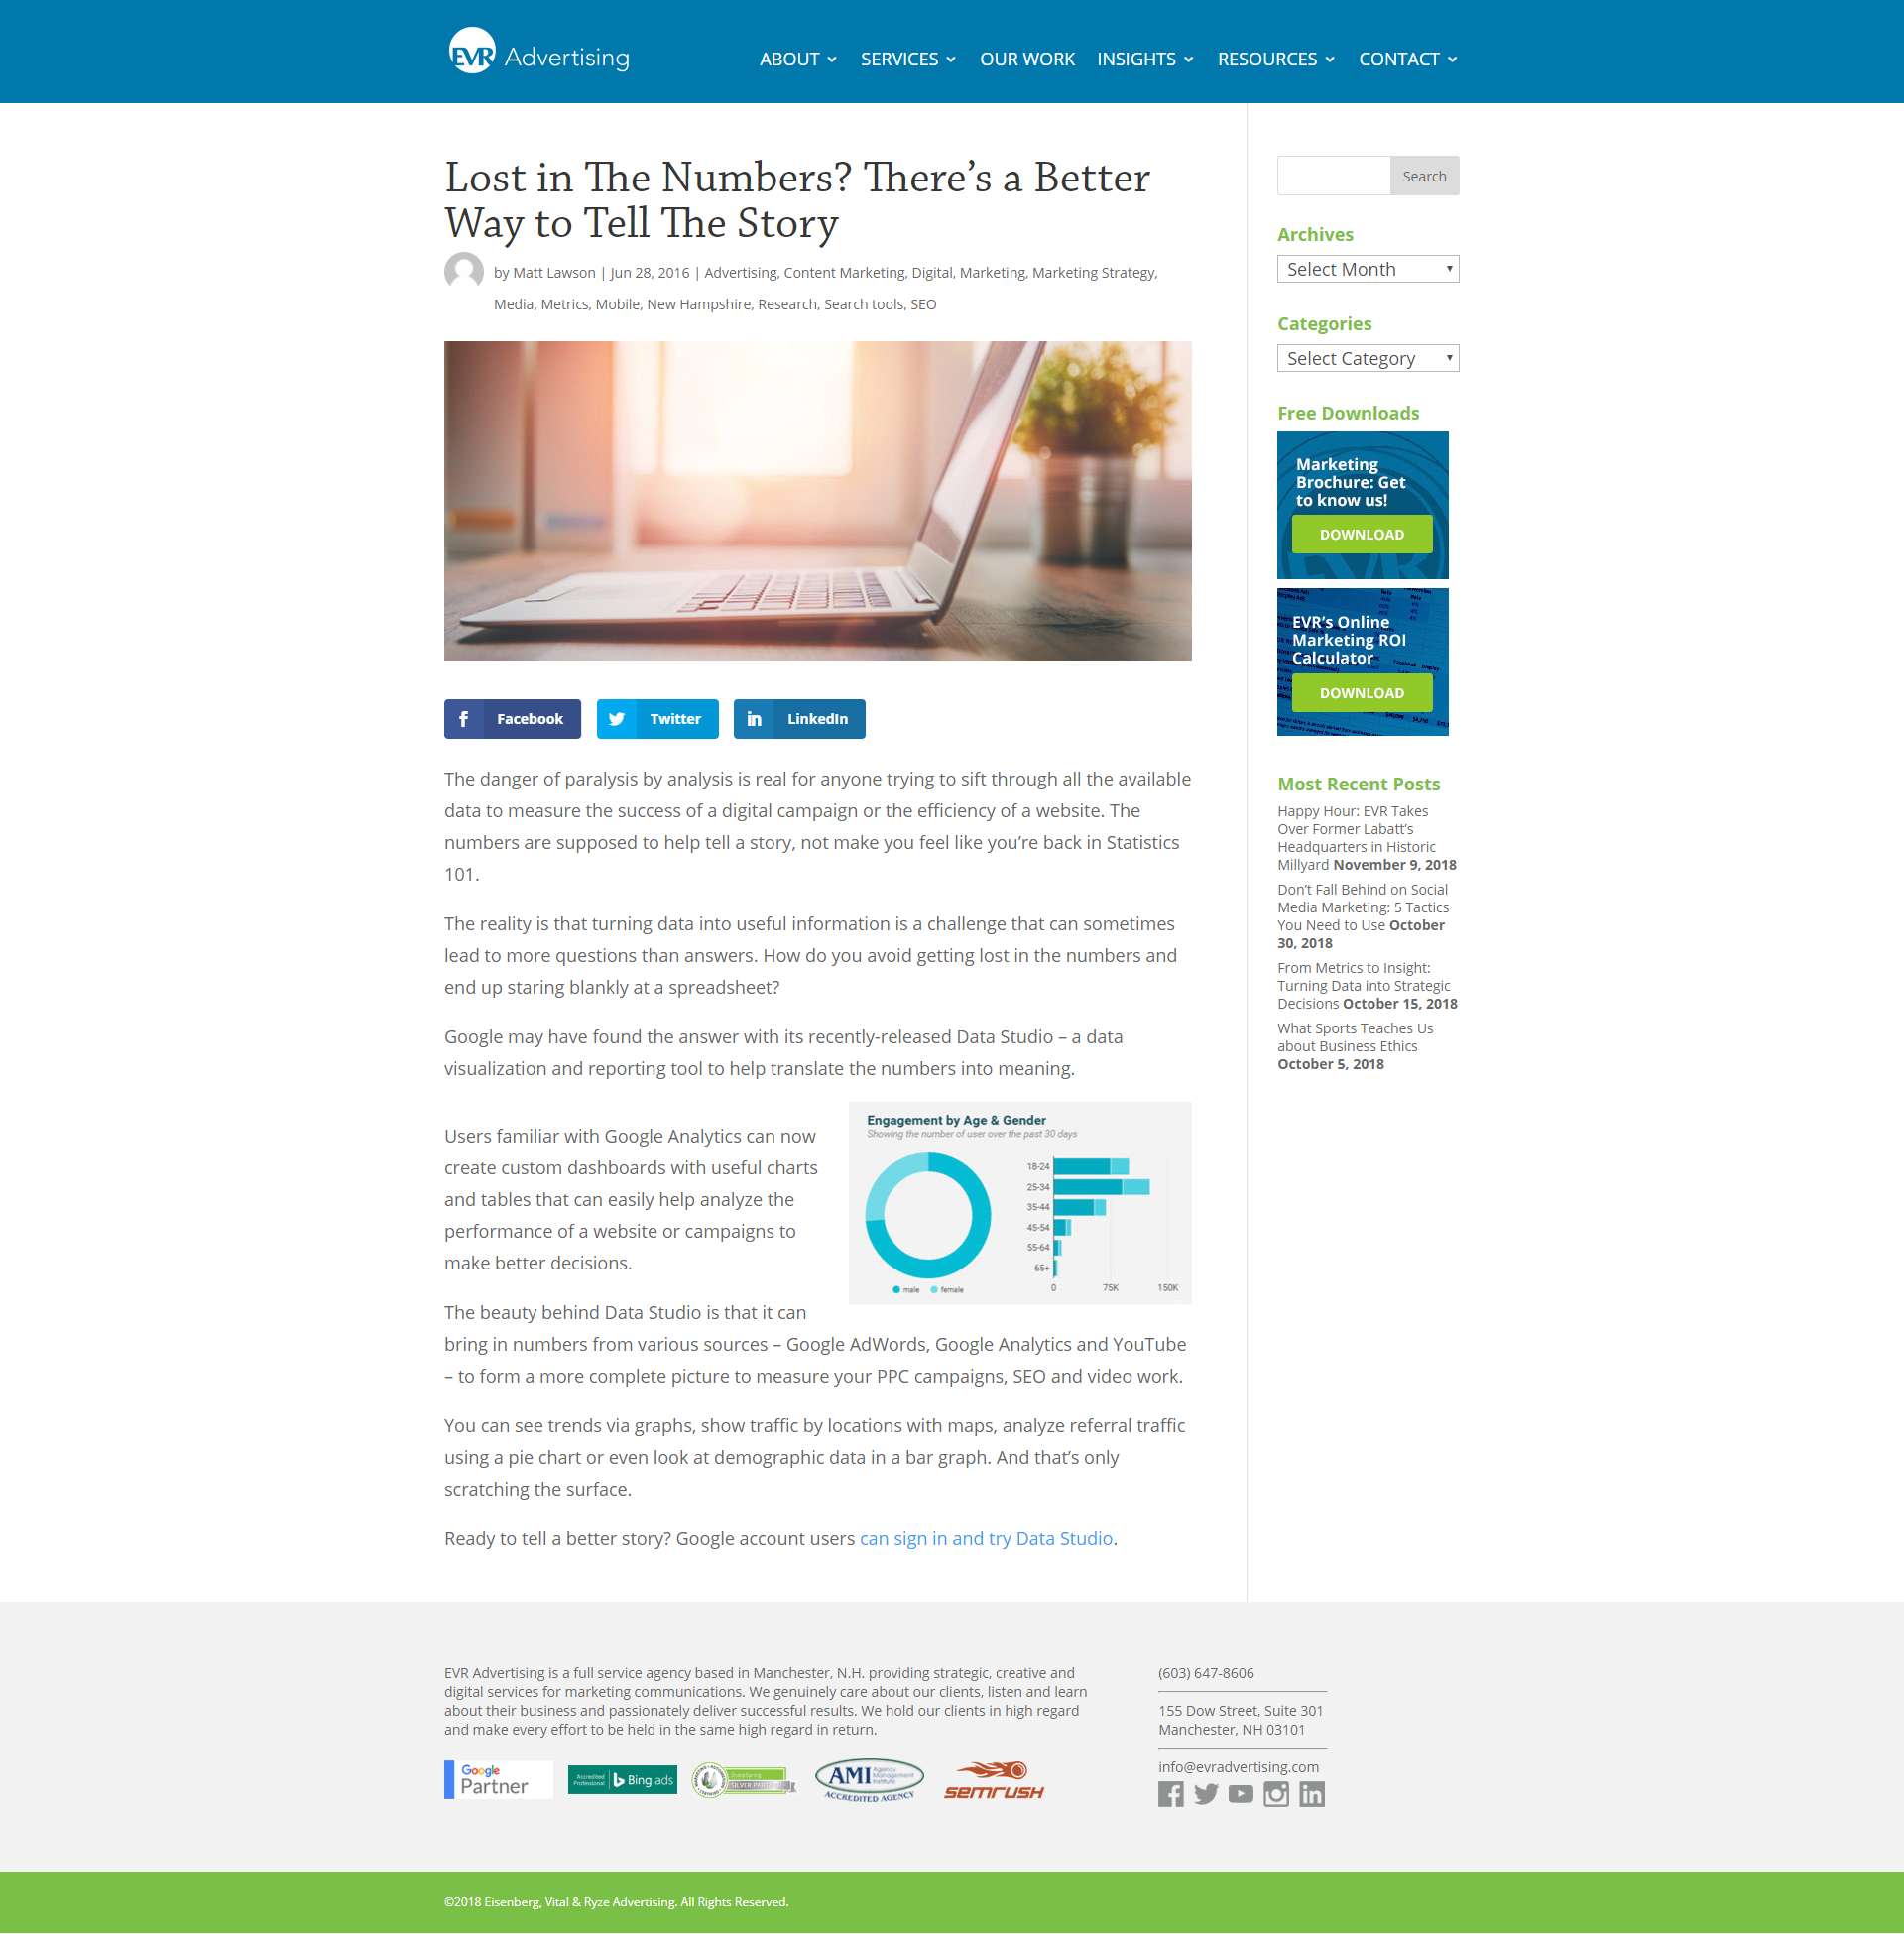 EVR Advertising
ABOUT
SERVICES
OUR WORK
INSIGHTS
RESOURCES
CONTACT
Lost in The Numbers? There’s a Better
Way to Tell The Story
by Matt Lawson | Jun 28, 2016 | Advertising, Content Marketing, Digital, Marketing, Marketing Strategy,
Media, Metrics, Mobile, New Hampshire, Research, Search tools, SEO
Facebook
Twitter
LinkedIn
The danger of paralysis by analysis is real for anyone trying to sift through all the available
data to measure the success of a digital campaign or the efficiency of a website. The
numbers are supposed to help tell a story, not make you feel like you’re back in Statistics
101.
The reality is that turning data into useful information is a challenge that can sometimes
lead to more questions than answers. How do you avoid getting lost in the numbers and
end up staring blankly at a spreadsheet?
Google may have found the answer with its recently-released Data Studio – a data
visualization and reporting tool to help translate the numbers into meaning.
Users familiar with Google Analytics can now
create custom dashboards with useful charts
and tables that can easily help analyze the
performance of a website or campaigns to
make better decisions.
Engagement by Age & Gender
Showing the number of user over the past 30 days
18-24
25-34
35-44
45-54
55-64
65+
0
75K
150K
male
female
The beauty behind Data Studio is that it can
bring in numbers from various sources – Google AdWords, Google Analytics and YouTube
– to form a more complete picture to measure your PPC campaigns, SEO and video work.
You can see trends via graphs, show traffic by locations with maps, analyze referral traffic
using a pie chart or even look at demographic data in a bar graph. And that’s only
scratching the surface.
Ready to tell a better story? Google account users can sign in and try Data Studio.
Search
Archives
Select Month
Categories
Select Category
Free Downloads
Marketing
Brochure: Get
to know us!
DOWNLOAD
EVR’s Online
Marketing ROI
Calculator
DOWNLOAD
Most Recent Posts
Happy Hour: EVR Takes
Over Former Labatt’s
Headquarters in Historic
Millyard November 9, 2018
Don’t Fall Behind on Social
Media Marketing: 5 Tactics
You Need to Use October
30, 2018
From Metrics to Insight:
Turning Data into Strategic
Decisions October 15, 2018
What Sports Teaches Us
about Business Ethics
October 5, 2018
EVR Advertising is a full service agency based in Manchester, N.H. providing strategic, creative and
digital services for marketing communications. We genuinely care about our clients, listen and learn
about their business and passionately deliver successful results. We hold our clients in high regard
and make every effort to be held in the same high regard in return.
Google
Partner
Accredited
Professional
Bing ads
SharpSpring
SILVER PARTNER
AMI Agency
Management
Institute
ACCREDITED AGENCY
SEMRUSH
(603) 647-8606
155 Dow Street, Suite 301
Manchester, NH 03101
info@evradvertising.com
©2018 Eisenberg, Vital & Ryze Advertising. All Rights Reserved.